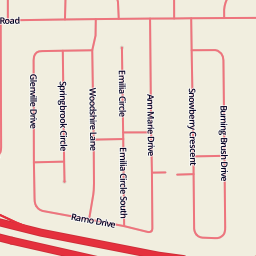 Road
Glenville Drive
Springbrook Circle
Woodshire Lane
Emilia Circle
Emilia Circle South
Ann Marie Drive
Snowberry Crescent
Burning Brush Drive
Ramo Drive